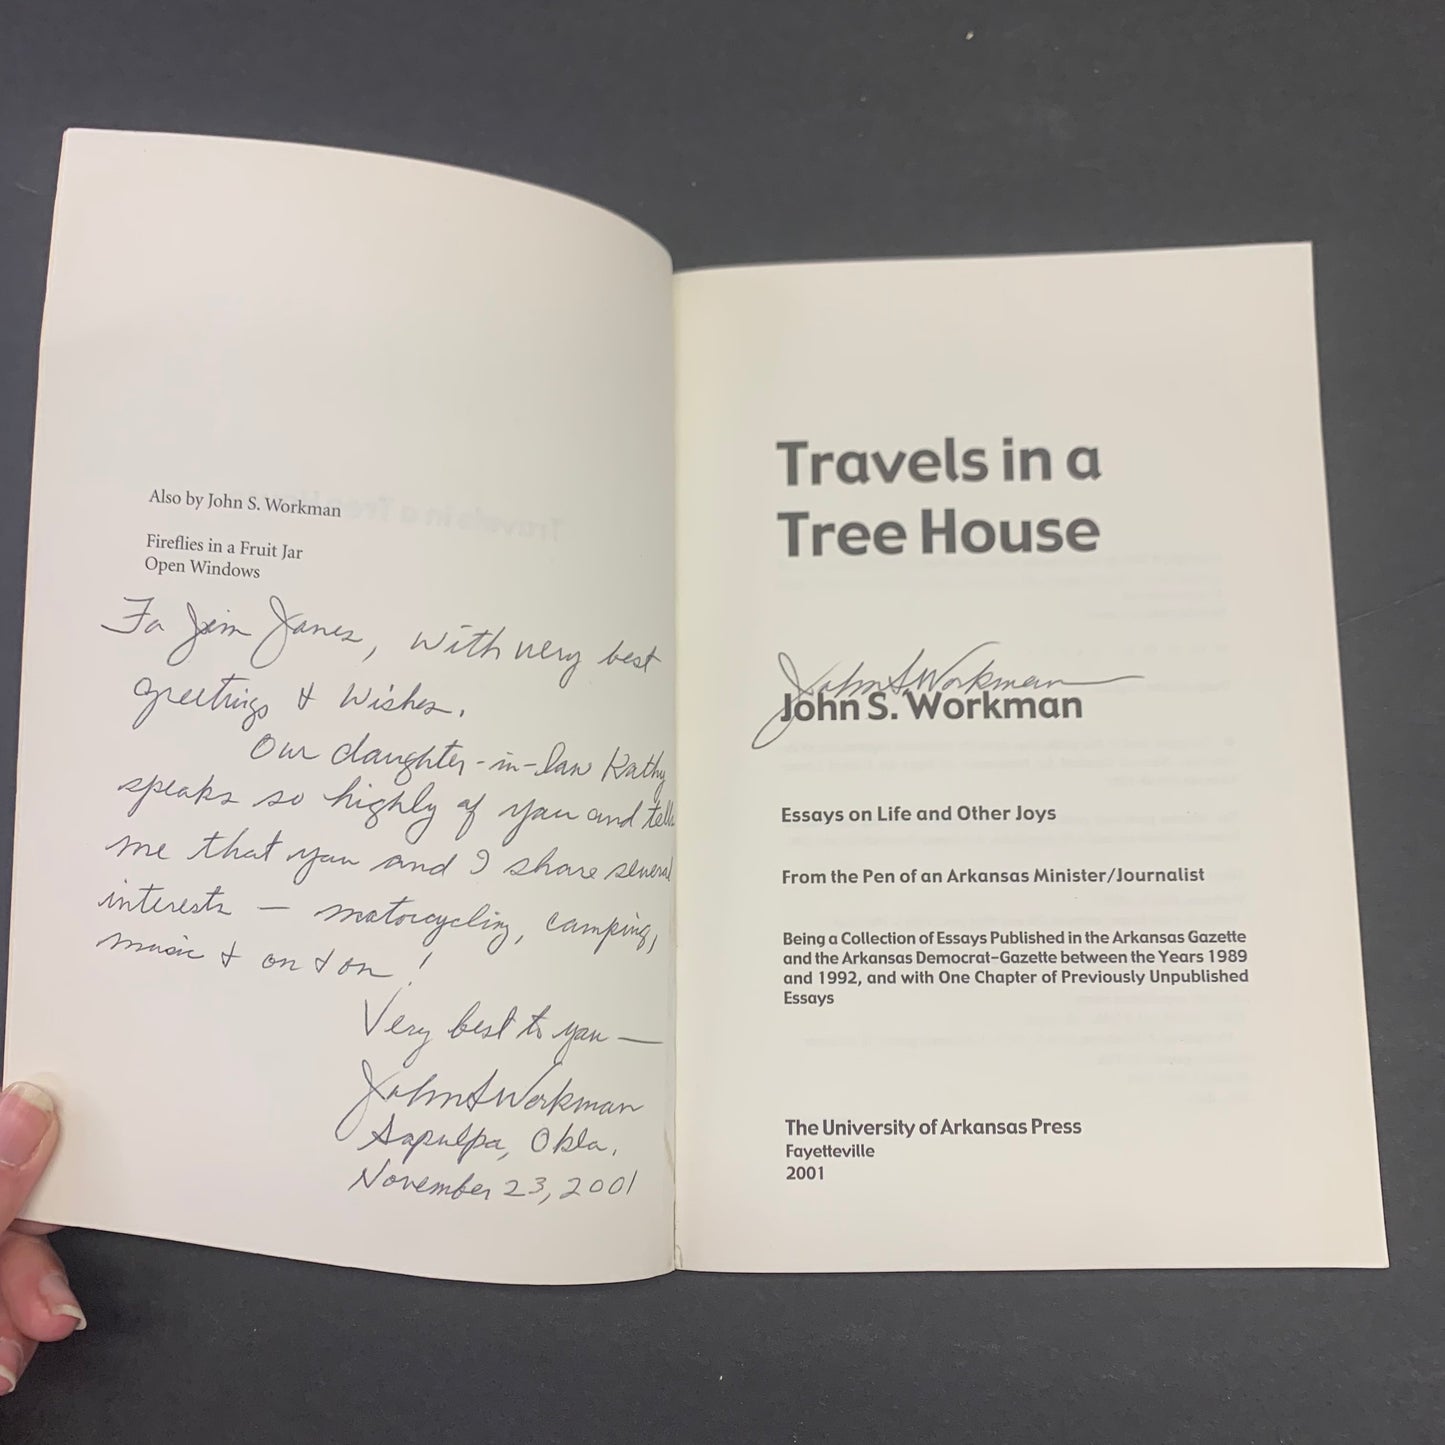 Also by John S. Workman
Fireflies in a Fruit Jar
Open Windows
To Jim Janes, with very best
greetings & wishes.
Our daughter-in-law Kathy
speaks so highly of you and tells
me that you and I share several
interests — motorcycling, camping,
music & on & on!
Very best to you —
John S Workman
Sapulpa, Okla.
November 23, 2001
Travels in a
Tree House
John S. Workman
John S. Workman
Essays on Life and Other Joys
From the Pen of an Arkansas Minister/Journalist
Being a Collection of Essays Published in the Arkansas Gazette
and the Arkansas Democrat-Gazette between the Years 1989
and 1992, and with One Chapter of Previously Unpublished
Essays
The University of Arkansas Press
Fayetteville
2001